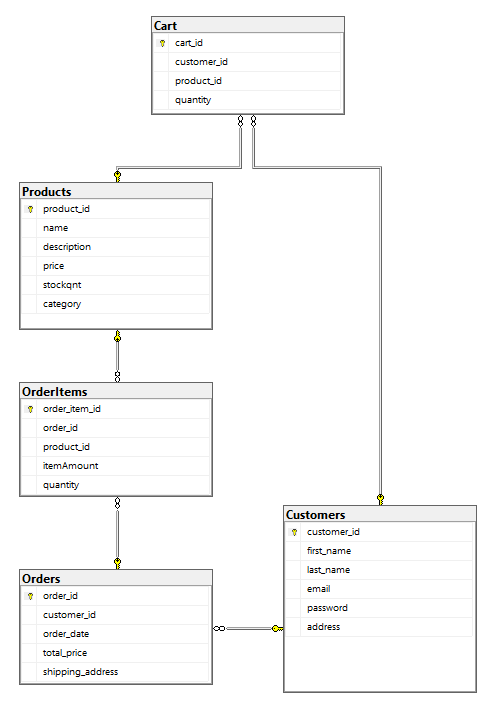 Cart
cart_id
customer_id
product_id
quantity
Products
product_id
name
description
price
stockqnt
category
OrderItems
order_item_id
order_id
product_id
itemAmount
quantity
Orders
order_id
customer_id
order_date
total_price
shipping_address
Customers
customer_id
first_name
last_name
email
password
address